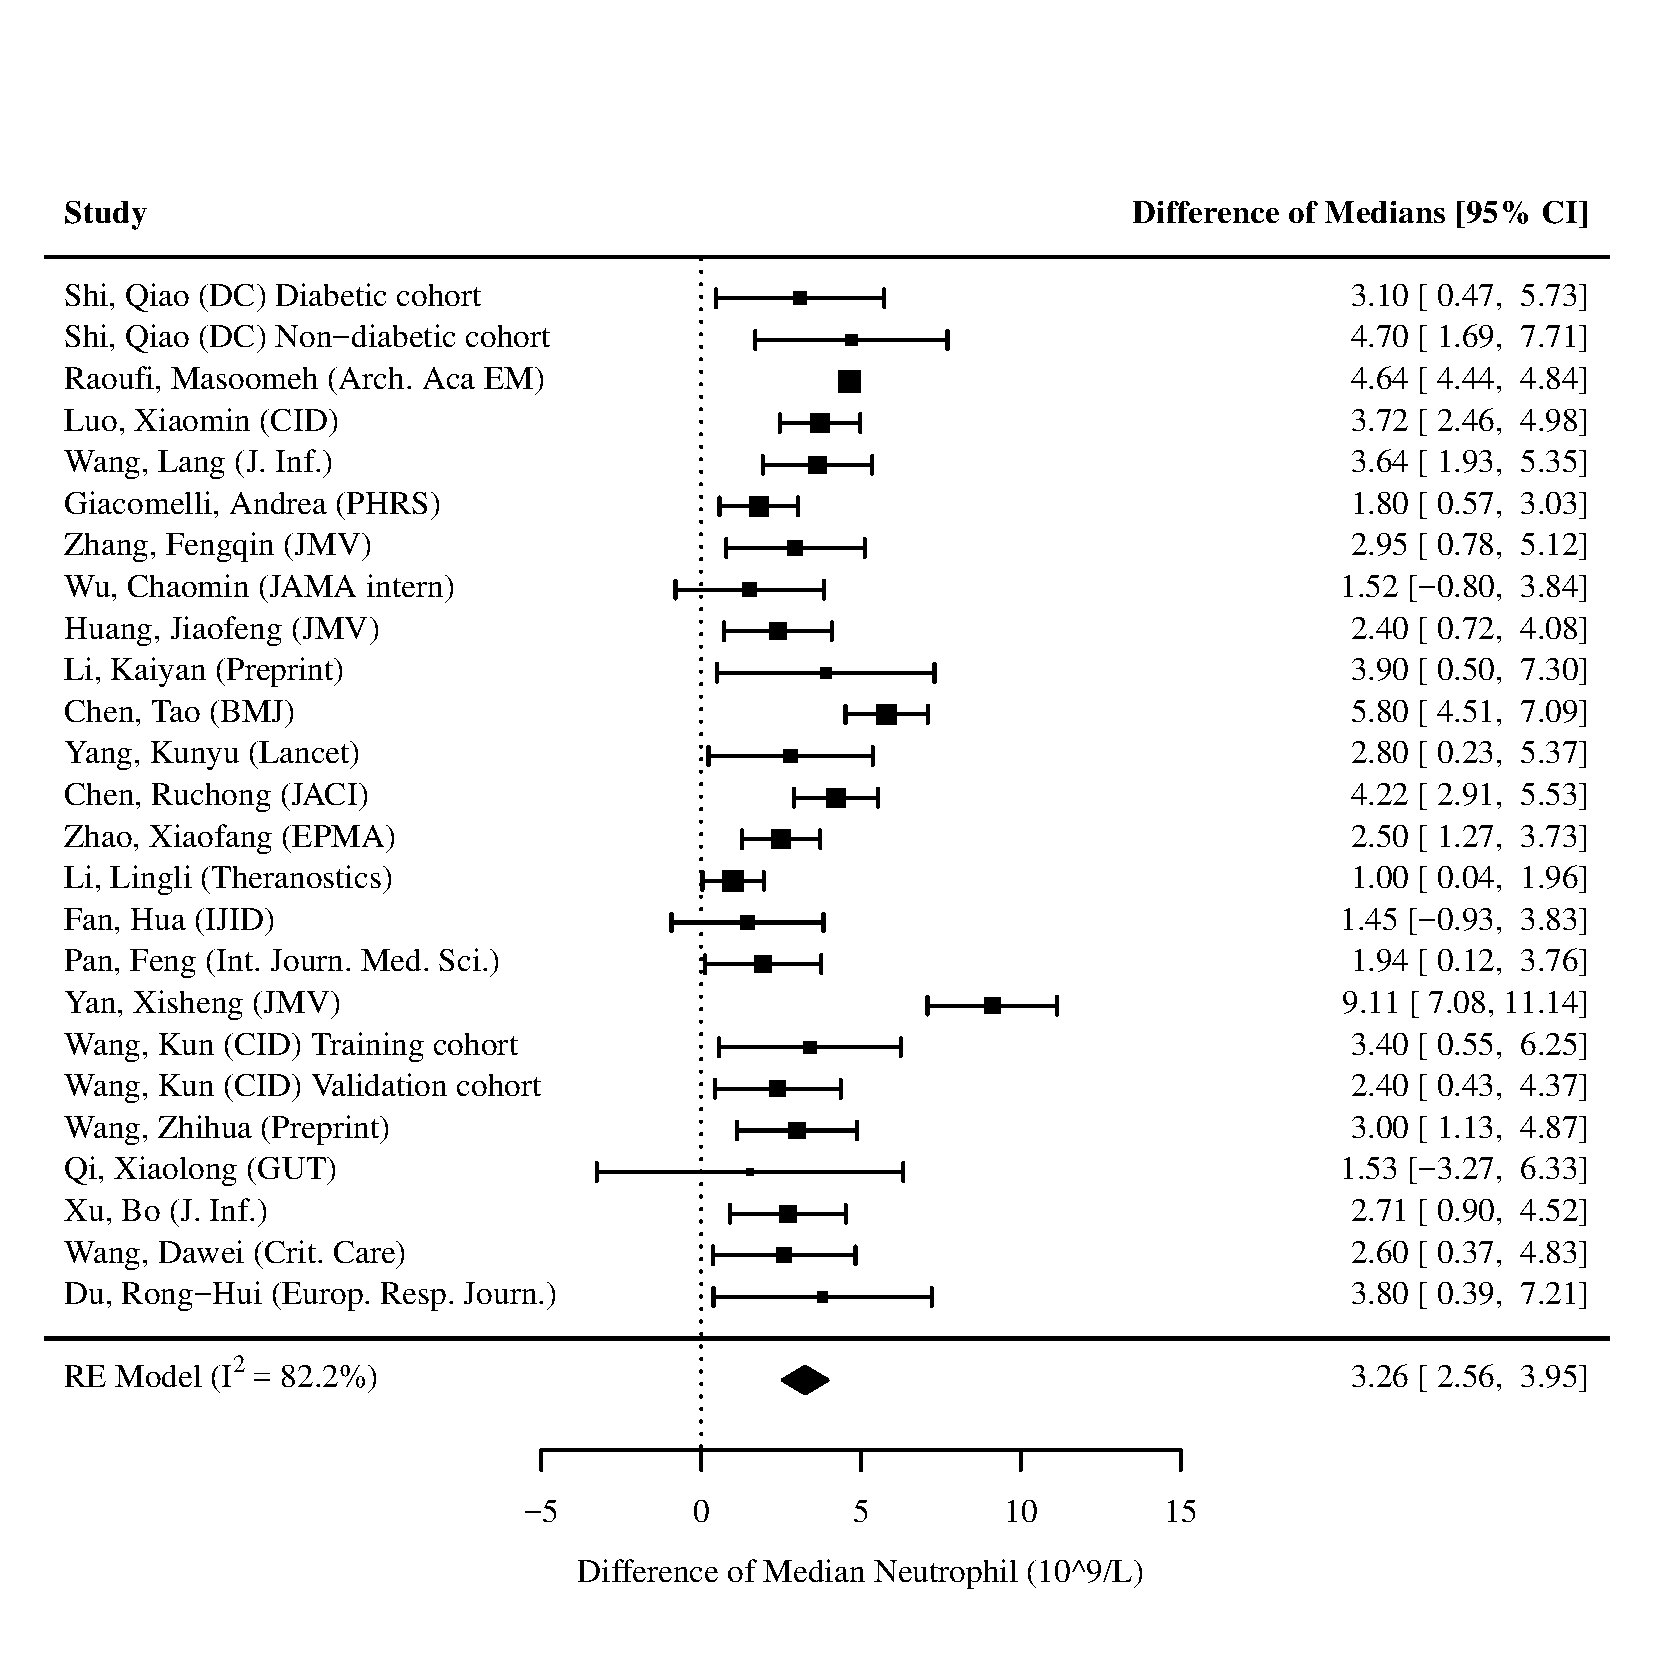 Study Difference of Medians [95% CI]
Shi, Qiao (DC) Diabetic cohort 3.10 [ 0.47, 5.73]
Shi, Qiao (DC) Non−diabetic cohort 4.70 [ 1.69, 7.71]
Raoufi, Masoomeh (Arch. Aca EM) 4.64 [ 4.44, 4.84]
Luo, Xiaomin (CID) 3.72 [ 2.46, 4.98]
Wang, Lang (J. Inf.) 3.64 [ 1.93, 5.35]
Giacomelli, Andrea (PHRS) 1.80 [ 0.57, 3.03]
Zhang, Fengqin (JMV) 2.95 [ 0.78, 5.12]
Wu, Chaomin (JAMA intern) 1.52 [−0.80, 3.84]
Huang, Jiaofeng (JMV) 2.40 [ 0.72, 4.08]
Li, Kaiyan (Preprint) 3.90 [ 0.50, 7.30]
Chen, Tao (BMJ) 5.80 [ 4.51, 7.09]
Yang, Kunyu (Lancet) 2.80 [ 0.23, 5.37]
Chen, Ruchong (JACI) 4.22 [ 2.91, 5.53]
Zhao, Xiaofang (EPMA) 2.50 [ 1.27, 3.73]
Li, Lingli (Theranostics) 1.00 [ 0.04, 1.96]
Fan, Hua (IJID) 1.45 [−0.93, 3.83]
Pan, Feng (Int. Journ. Med. Sci.) 1.94 [ 0.12, 3.76]
Yan, Xisheng (JMV) 9.11 [ 7.08, 11.14]
Wang, Kun (CID) Training cohort 3.40 [ 0.55, 6.25]
Wang, Kun (CID) Validation cohort 2.40 [ 0.43, 4.37]
Wang, Zhihua (Preprint) 3.00 [ 1.13, 4.87]
Qi, Xiaolong (GUT) 1.53 [−3.27, 6.33]
Xu, Bo (J. Inf.) 2.71 [ 0.90, 4.52]
Wang, Dawei (Crit. Care) 2.60 [ 0.37, 4.83]
Du, Rong−Hui (Europ. Resp. Journ.) 3.80 [ 0.39, 7.21]
RE Model (I² = 82.2%) 3.26 [ 2.56, 3.95]
−5 0 5 10 15
Difference of Median Neutrophil (10^9/L)